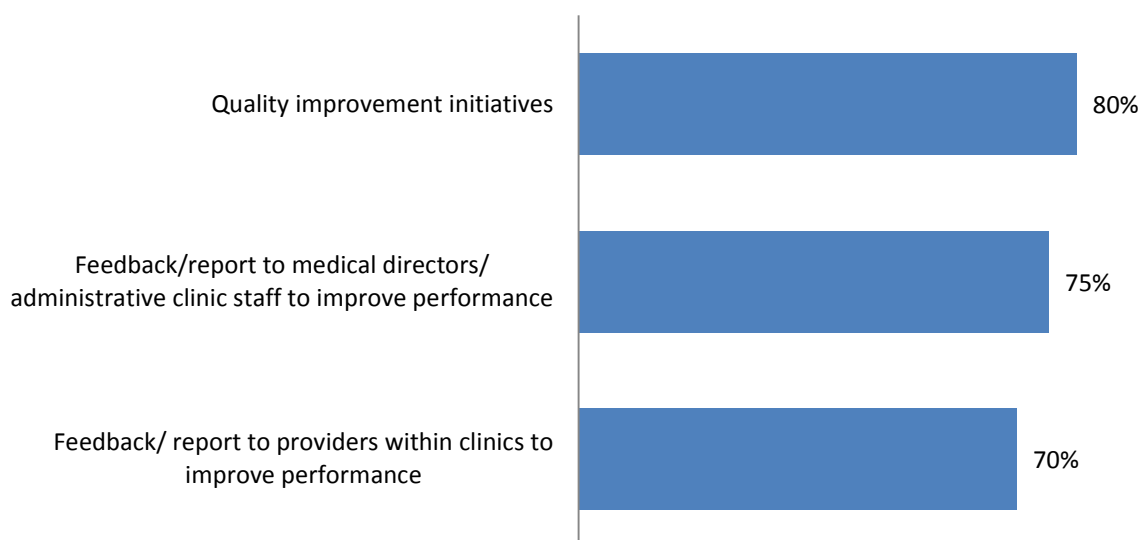 Quality improvement initiatives
80%
Feedback/report to medical directors/
administrative clinic staff to improve performance
75%
Feedback/ report to providers within clinics to
improve performance
70%